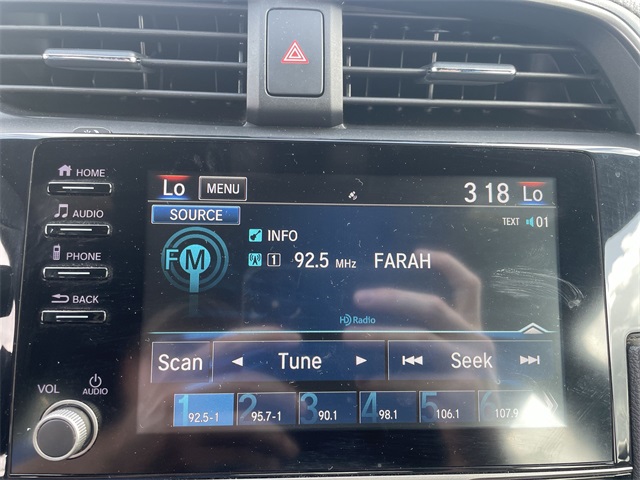 HOME
AUDIO
PHONE
BACK
VOL AUDIO
Lo MENU 3 18 Lo
SOURCE TEXT 01
INFO
FM 1 92.5 MHz FARAH
HD Radio
Scan Tune Seek
1 2 3 4 5 6
92.5-1 95.7-1 90.1 98.1 106.1 107.9